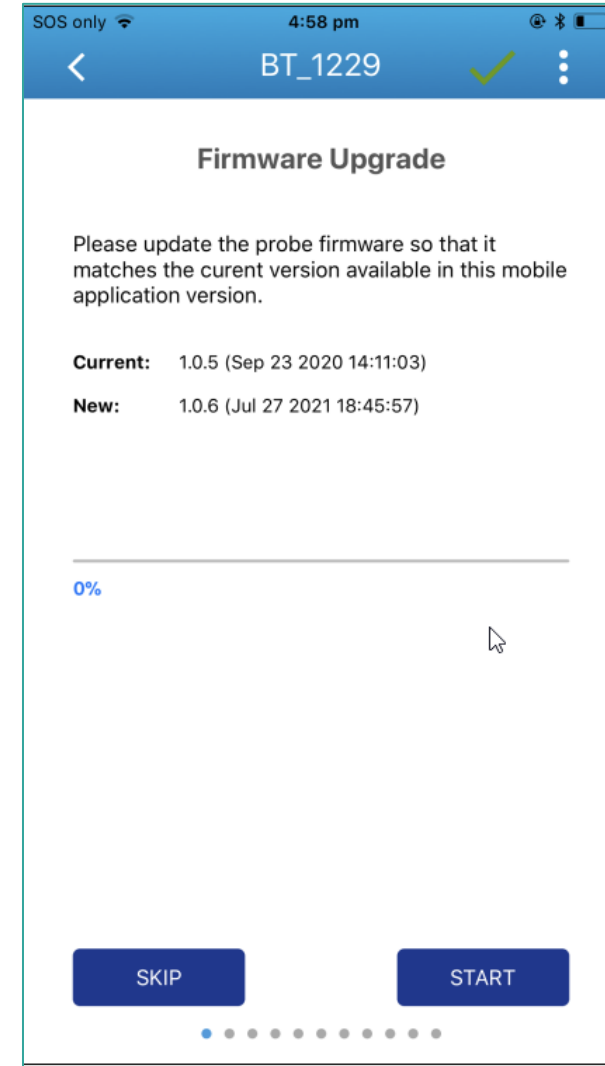 SOS only
4:58 pm
BT_1229
Firmware Upgrade
Please update the probe firmware so that it
matches the curent version available in this mobile
application version.
Current: 1.0.5 (Sep 23 2020 14:11:03)
New: 1.0.6 (Jul 27 2021 18:45:57)
0%
SKIP
START